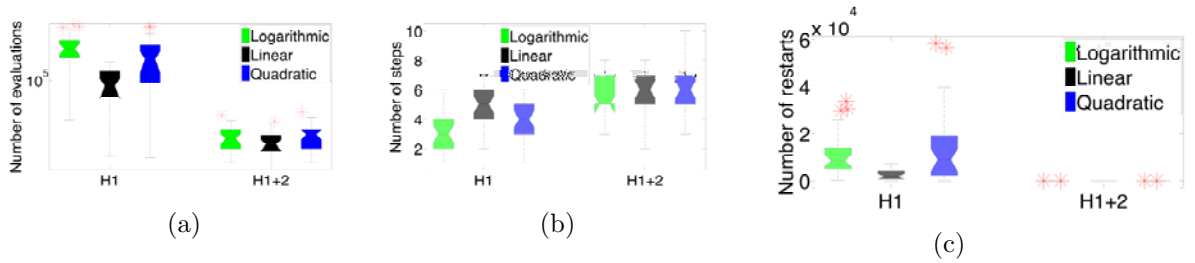 Number of evaluations
10^5
Logarithmic
Linear
Quadratic
H1
H1+2
(a)
Number of steps
10
8
6
4
2
Logarithmic
Linear
Quadratic
H1
H1+2
(b)
Number of restarts
x 10^4
6
4
2
0
Logarithmic
Linear
Quadratic
H1
H1+2
(c)